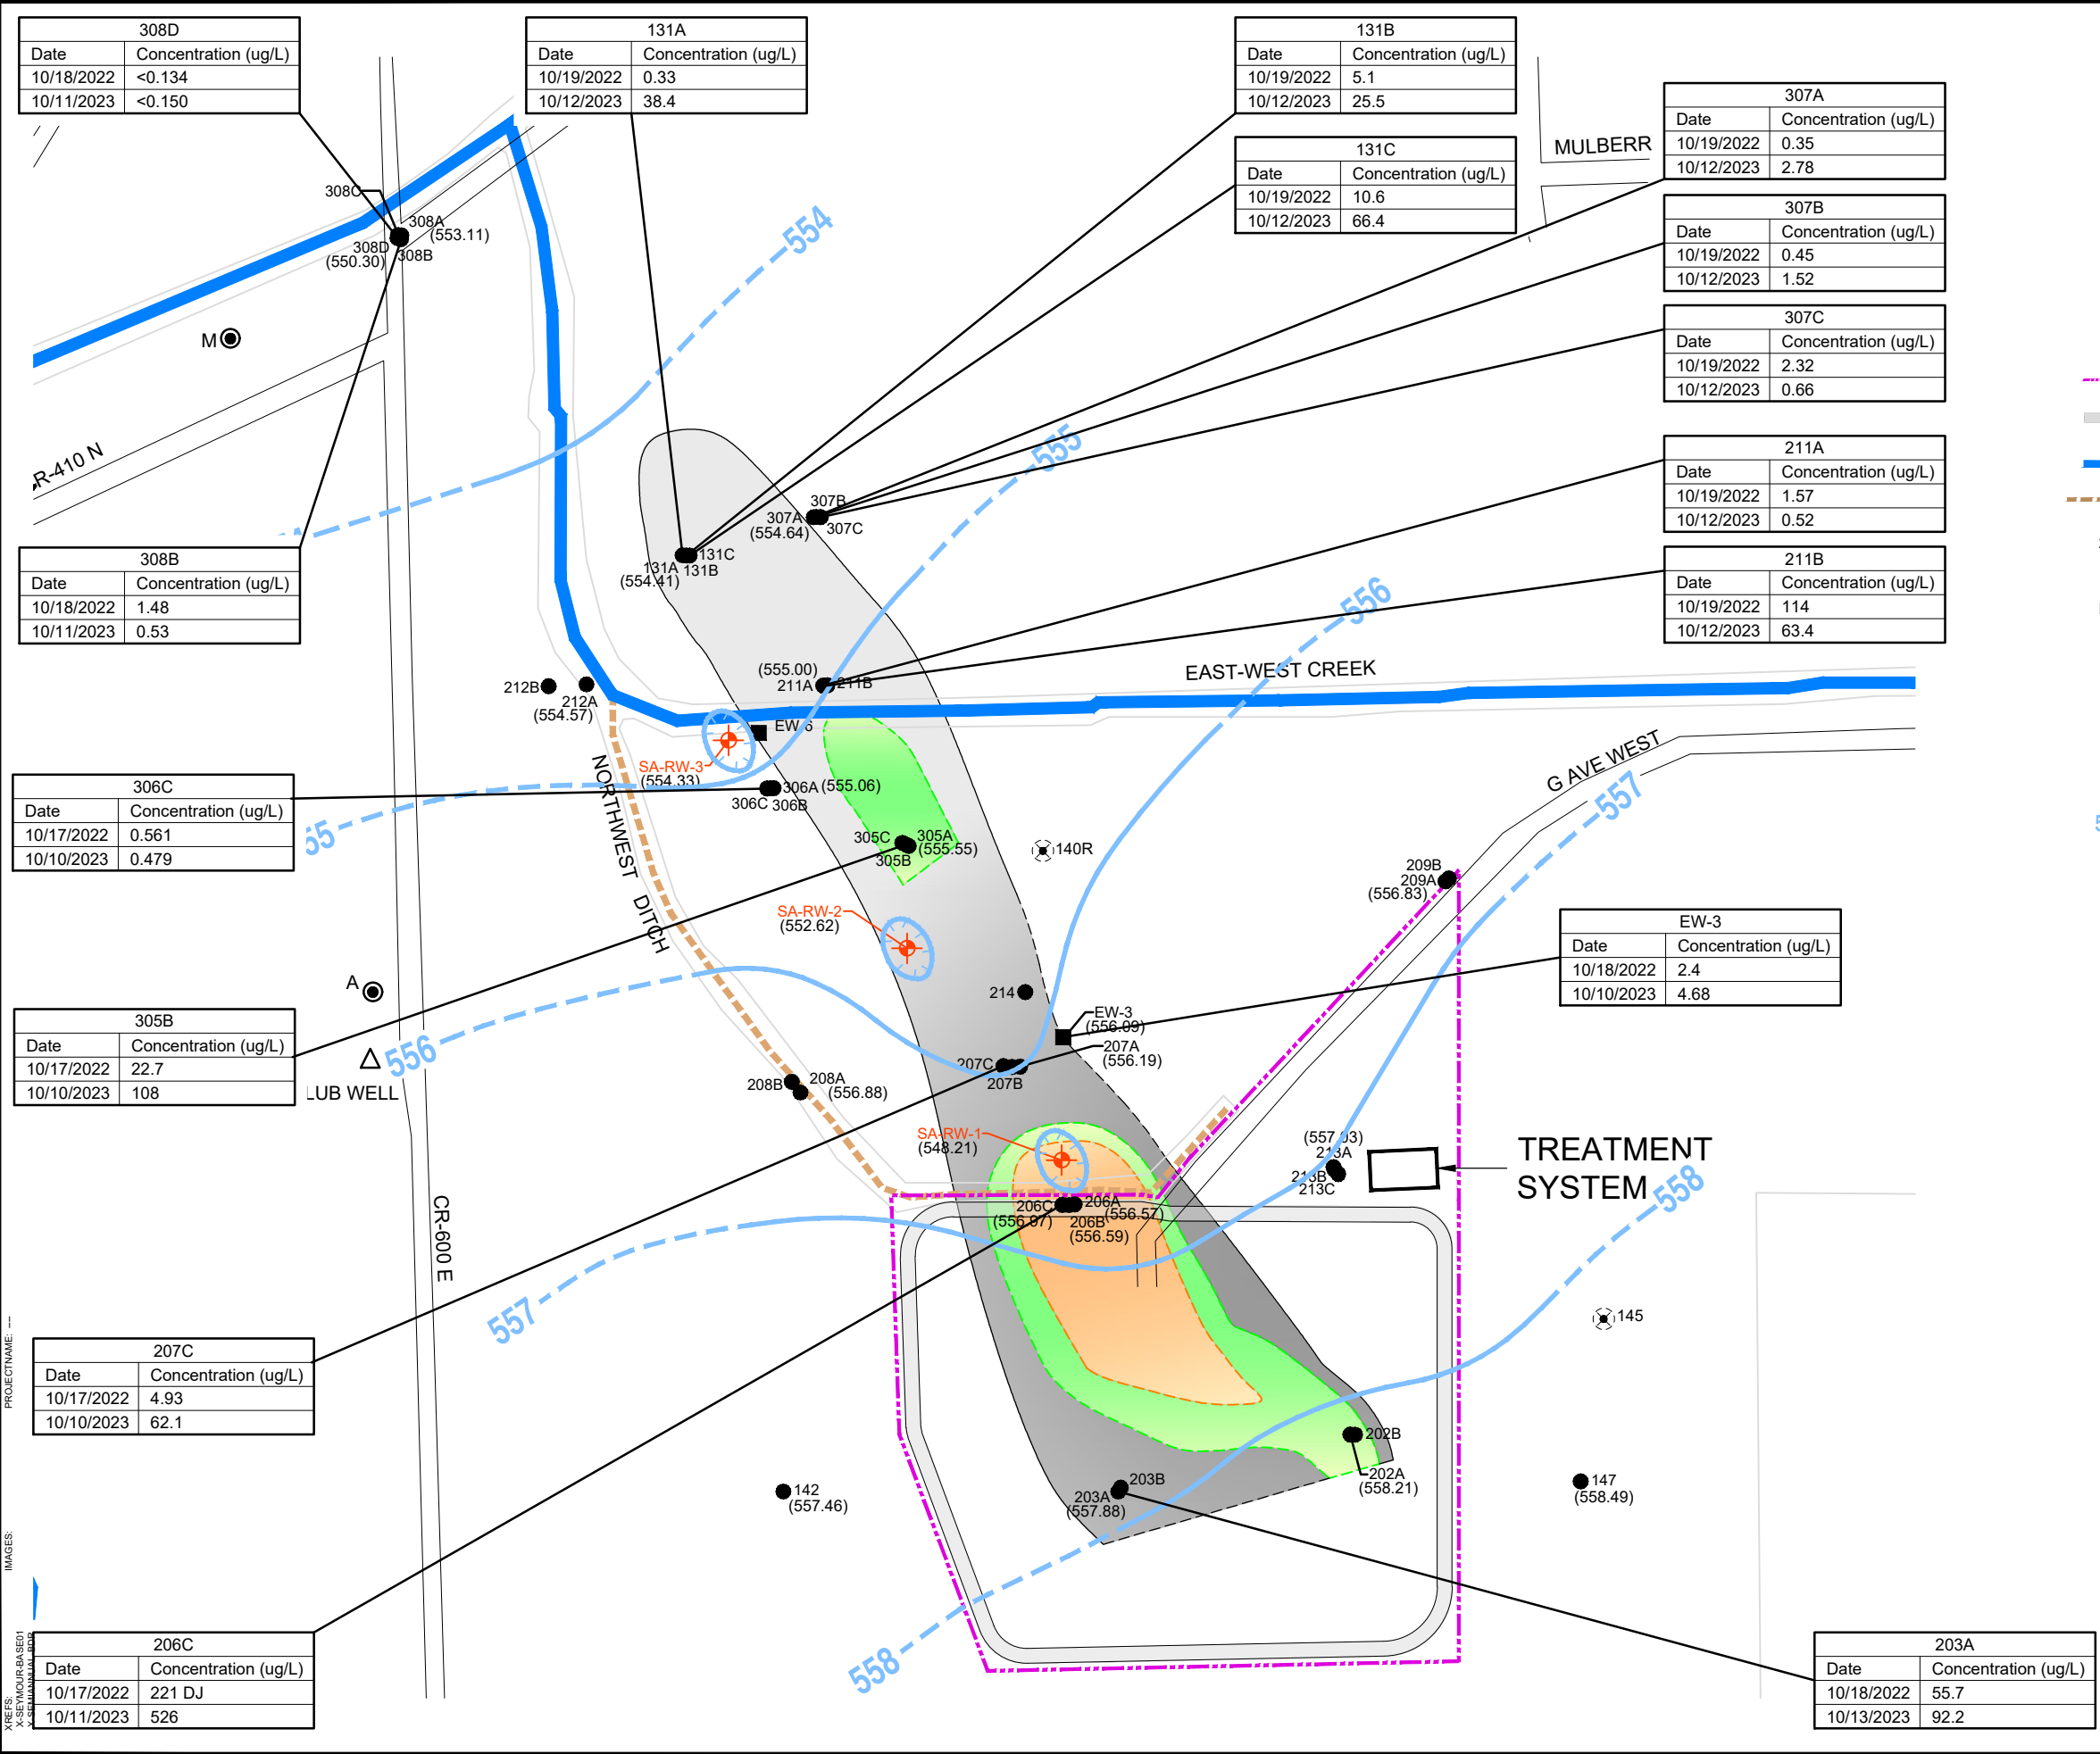 308D
Date Concentration (ug/L)
10/18/2022 <0.134
10/11/2023 <0.150
131A
Date Concentration (ug/L)
10/19/2022 0.33
10/12/2023 38.4
131B
Date Concentration (ug/L)
10/19/2022 5.1
10/12/2023 25.5
131C
Date Concentration (ug/L)
10/19/2022 10.6
10/12/2023 66.4
MULBERR
307A
Date Concentration (ug/L)
10/19/2022 0.35
10/12/2023 2.78
307B
Date Concentration (ug/L)
10/19/2022 0.45
10/12/2023 1.52
307C
Date Concentration (ug/L)
10/19/2022 2.32
10/12/2023 0.66
211A
Date Concentration (ug/L)
10/19/2022 1.57
10/12/2023 0.52
211B
Date Concentration (ug/L)
10/19/2022 114
10/12/2023 63.4
308C
308A
(553.11)
308D
308B
(550.30)
554
M
R-410 N
555
307B
307A
307C
(554.64)
131C
131A
131B
(554.41)
308B
Date Concentration (ug/L)
10/18/2022 1.48
10/11/2023 0.53
556
EAST-WEST CREEK
(555.00)
211A
211B
212B
212A
(554.57)
EW-6
SA-RW-3
(554.33)
306A (555.06)
306C
306B
NORTHWEST DITCH
G AVE WEST
557
306C
Date Concentration (ug/L)
10/17/2022 0.561
10/10/2023 0.479
55
305C
305A
(555.55)
305B
140R
209B
209A
(556.83)
SA-RW-2
(552.62)
EW-3
Date Concentration (ug/L)
10/18/2022 2.4
10/10/2023 4.68
A
214
EW-3
(556.09)
305B
Date Concentration (ug/L)
10/17/2022 22.7
10/10/2023 108
556
LUB WELL
207C
207A
(556.19)
207B
208B
208A
(556.88)
SA-RW-1
(548.21)
(557.03)
213A
213B
213C
TREATMENT
SYSTEM
558
CR-600 E
206C
206A
(556.97)
(556.57)
206B
(556.59)
557
145
207C
Date Concentration (ug/L)
10/17/2022 4.93
10/10/2023 62.1
202B
202A
(558.21)
142
(557.46)
203B
203A
(557.88)
147
(558.49)
558
206C
Date Concentration (ug/L)
10/17/2022 221 DJ
10/11/2023 526
203A
Date Concentration (ug/L)
10/18/2022 55.7
10/13/2023 92.2
PROJECTNAME: ---
IMAGES:
XREFS:
X-SEYMOUR-BASE01
X-SEMIANNUAL-BDR